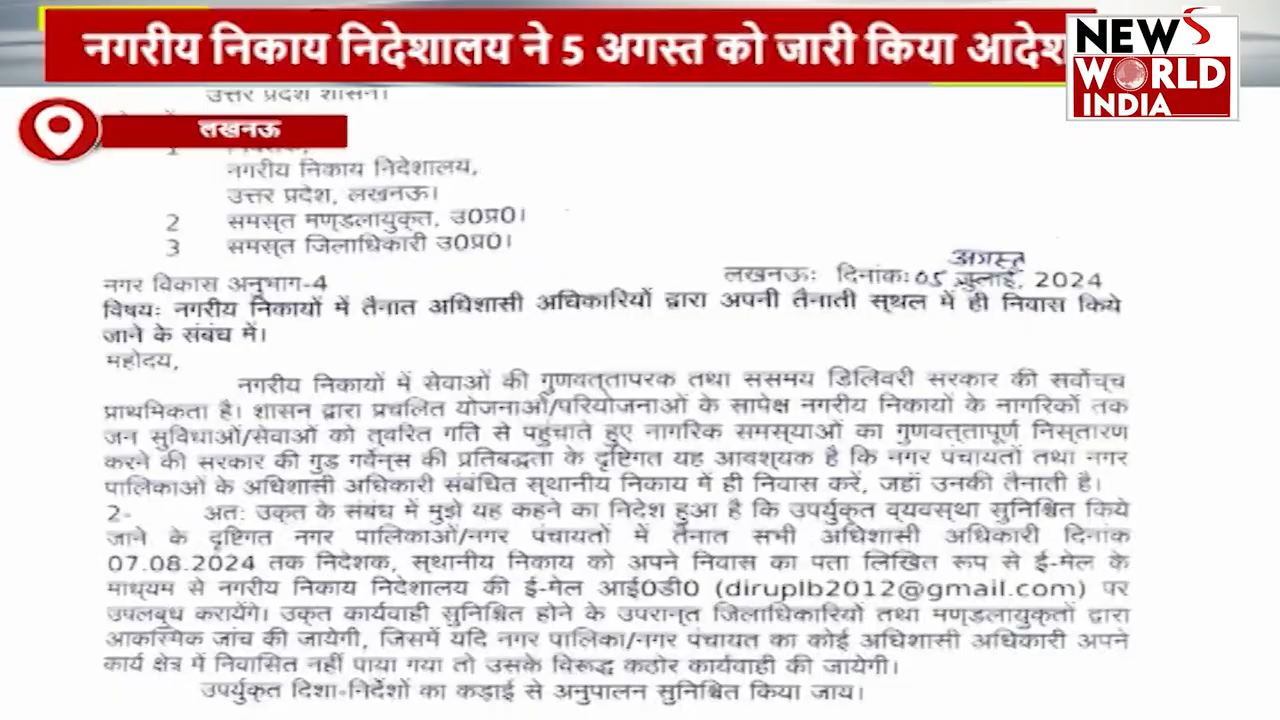 नगरीय निकाय निदेशालय ने 5 अगस्त को जारी किया आदेश
NEWS
WORLD
INDIA
उत्तर प्रदेश शासन।
लखनऊ
नगरीय निकाय निदेशालय,
उत्तर प्रदेश, लखनऊ।
2 समस्त मण्डलायुक्त, उ0प्र0।
3 समस्त जिलाधिकारी उ0प्र0।
अगस्त
नगर विकास अनुभाग-4 लखनऊः दिनांकः 05 जुलाई, 2024
विषयः नगरीय निकायों में तैनात अधिशासी अधिकारियों द्वारा अपनी तैनाती स्थल में ही निवास किये
जाने के संबंध में।
महोदय,
नगरीय निकायों में सेवाओं की गुणवत्तापरक तथा ससमय डिलिवरी सरकार की सर्वोच्च
प्राथमिकता है। शासन द्वारा प्रचलित योजनाओं/परियोजनाओं के सापेक्ष नगरीय निकायों के नागरिकों तक
जन सुविधाओं/सेवाओं को त्वरित गति से पहुंचाते हुए नागरिक समस्याओं का गुणवत्तापूर्ण निस्तारण
करने की सरकार की गुड गर्वेन्स की प्रतिबद्धता के दृष्टिगत यह आवश्यक है कि नगर पंचायतों तथा नगर
पालिकाओं के अधिशासी अधिकारी संबंधित स्थानीय निकाय में ही निवास करें, जहां उनकी तैनाती है।
2- अतः उक्त के संबंध में मुझे यह कहने का निदेश हुआ है कि उपर्युक्त व्यवस्था सुनिश्चित किये
जाने के दृष्टिगत नगर पालिकाओं/नगर पंचायतों में तैनात सभी अधिशासी अधिकारी दिनांक
07.08.2024 तक निदेशक, स्थानीय निकाय को अपने निवास का पता लिखित रूप से ई-मेल के
माध्यम से नगरीय निकाय निदेशालय की ई-मेल आई0डी0 (diruplb2012@gmail.com) पर
उपलब्ध करायेंगे। उक्त कार्यवाही सुनिश्चित होने के उपरान्त जिलाधिकारियों तथा मण्डलायुक्तों द्वारा
आकस्मिक जांच की जायेगी, जिसमें यदि नगर पालिका/नगर पंचायत का कोई अधिशासी अधिकारी अपने
कार्य क्षेत्र में निवासित नहीं पाया गया तो उसके विरूद्ध कठोर कार्यवाही की जायेगी।
उपर्युक्त दिशा-निर्देशों का कड़ाई से अनुपालन सुनिश्चित किया जाय।